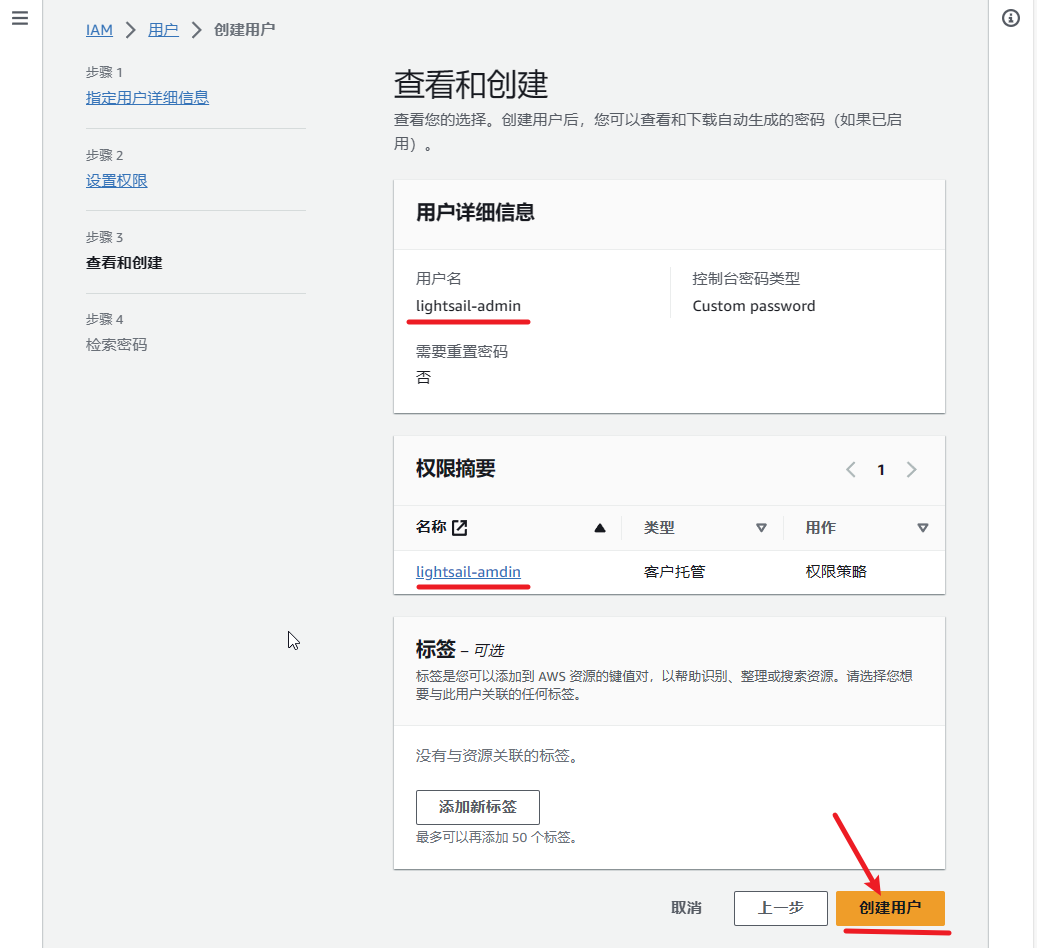 IAM > 用户 > 创建用户
步骤 1
指定用户详细信息
步骤 2
设置权限
步骤 3
查看和创建
步骤 4
检索密码
查看和创建
查看您的选择。创建用户后，您可以查看和下载自动生成的密码（如果已启
用）。
用户详细信息
用户名
lightsail-admin
控制台密码类型
Custom password
需要重置密码
否
权限摘要
1
名称 类型 用作
lightsail-amdin 客户托管 权限策略
标签 – 可选
标签是您可以添加到 AWS 资源的键值对，以帮助识别、整理或搜索资源。请选择您想
要与此用户关联的任何标签。
没有与资源关联的标签。
添加新标签
最多可以再添加 50 个标签。
取消 上一步 创建用户